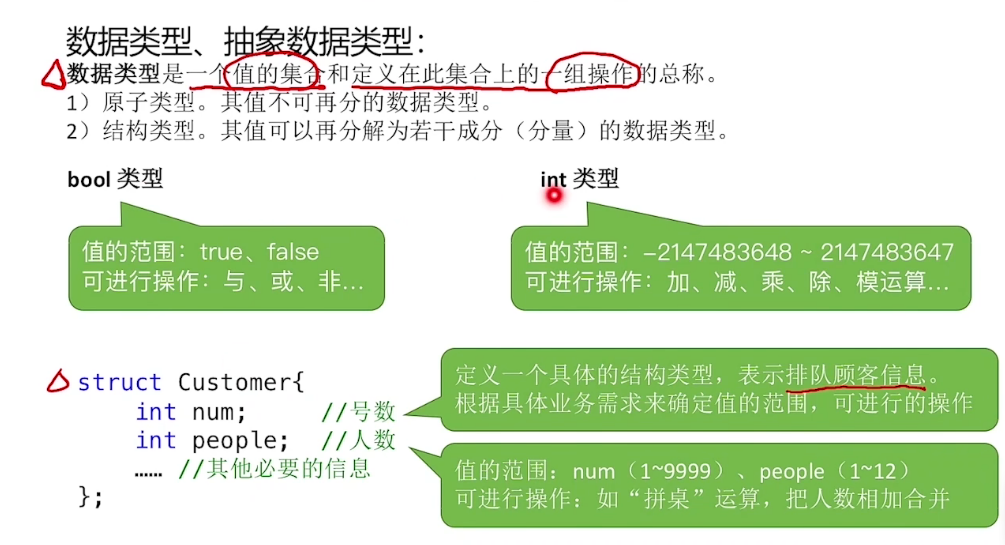 数据类型、抽象数据类型：
数据类型是一个值的集合和定义在此集合上的一组操作的总称。
1）原子类型。其值不可再分的数据类型。
2）结构类型。其值可以再分解为若干成分（分量）的数据类型。
bool 类型
int 类型
值的范围：true、false
可进行操作：与、或、非...
值的范围：−2147483648 ~ 2147483647
可进行操作：加、减、乘、除、模运算...
struct Customer{
int num; //号数
int people; //人数
…… //其他必要的信息
};
定义一个具体的结构类型，表示排队顾客信息。
根据具体业务需求来确定值的范围，可进行的操作
值的范围：num（1~9999）、people（1~12）
可进行操作：如“拼桌”运算，把人数相加合并